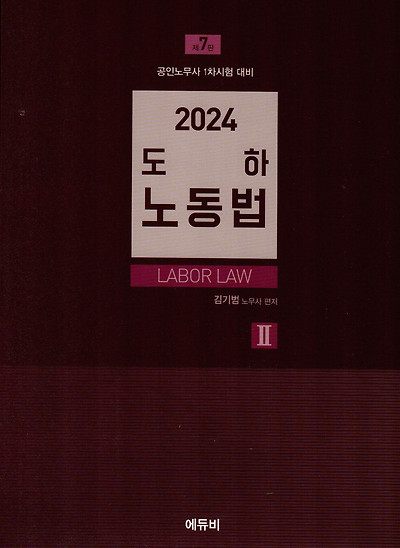 제7판
공인노무사 1차시험 대비
2024
도 하
노동법
LABOR LAW
김기범 노무사 편저
Ⅱ
에듀비